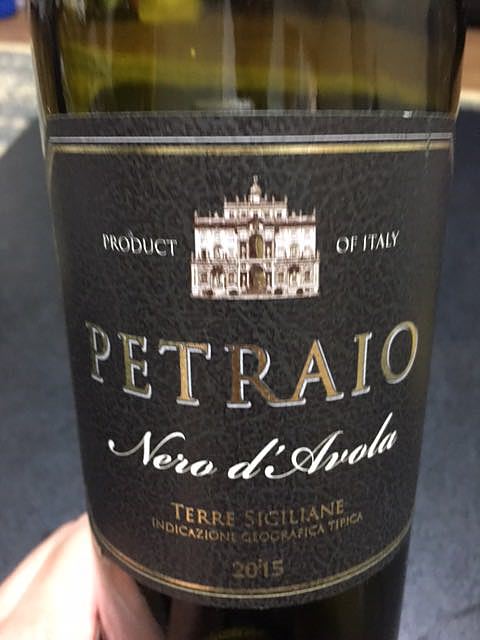 PRODUCT OF ITALY
PETRAIO
Nero d'Avola
TERRE SICILIANE
INDICAZIONE GEOGRAFICA TIPICA
2015